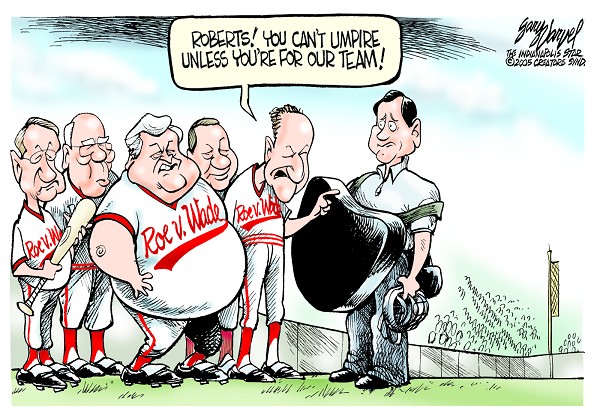 ROBERTS! YOU CAN'T UMPIRE
UNLESS YOU'RE FOR OUR TEAM!
Gary Varvel
THE INDIANAPOLIS STAR
©2005 CREATORS SYND.
Roe v. Wa
Roe v. Wade
Roe v. Wade